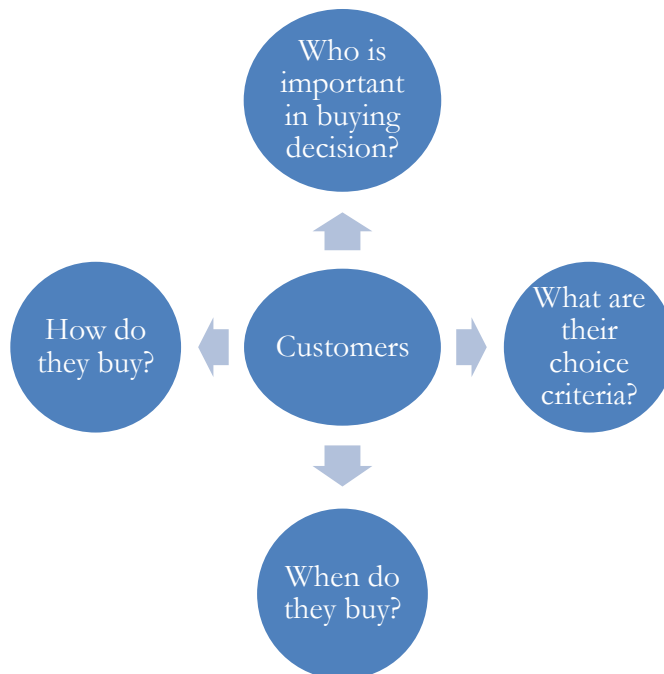 Who is
important
in buying
decision?
How do
they buy?
Customers
What are
their
choice
criteria?
When do
they buy?